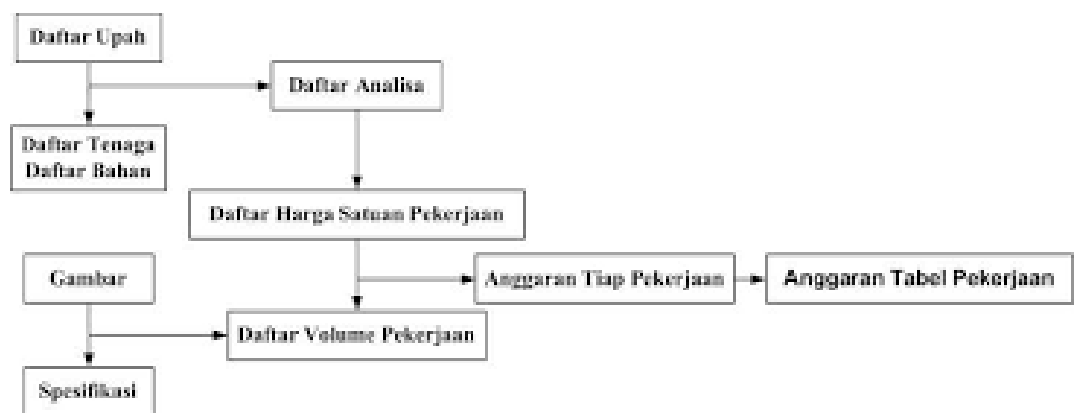 Daftar Upah
Daftar Analisa
Daftar Tenaga
Daftar Bahan
Daftar Harga Satuan Pekerjaan
Gambar
Anggaran Tiap Pekerjaan
Anggaran Tabel Pekerjaan
Daftar Volume Pekerjaan
Spesifikasi